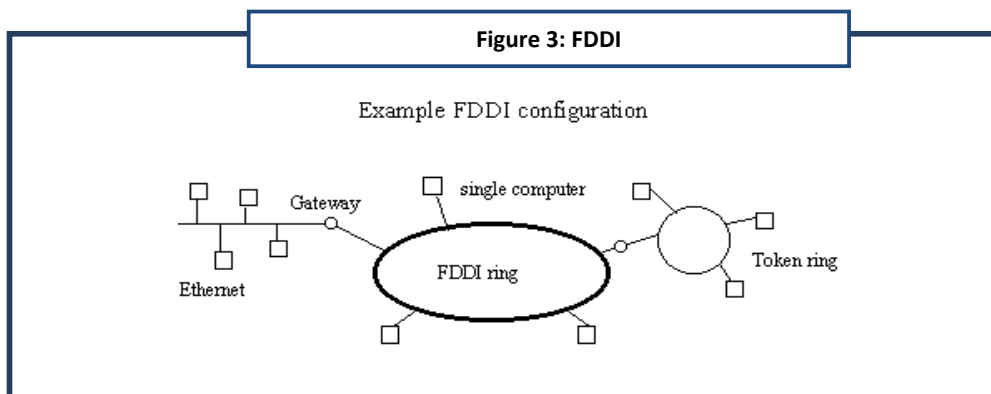 Figure 3: FDDI
Example FDDI configuration
single computer
Gateway
FDDI ring
Token ring
Ethernet